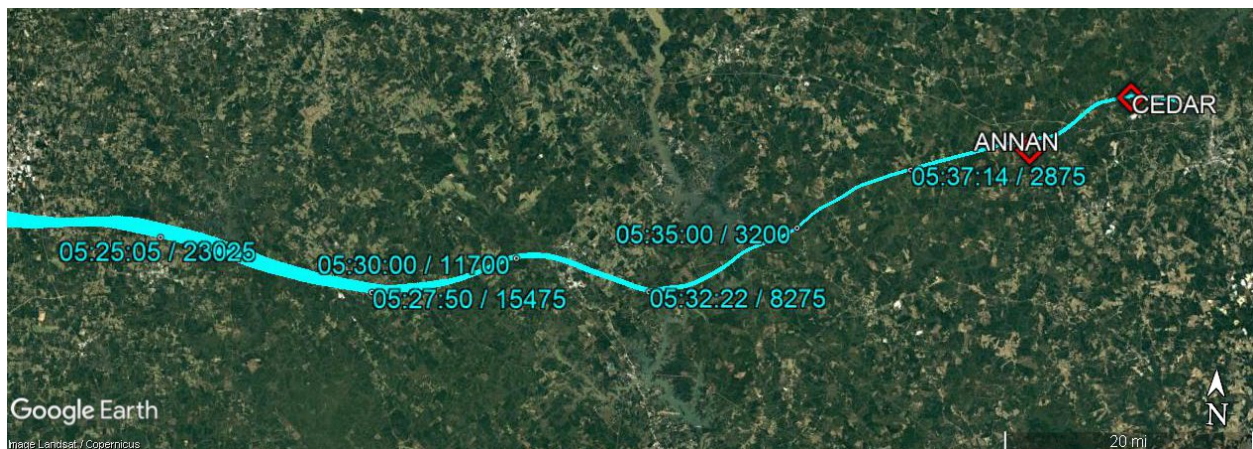 CEDAR
ANNAN
05:37:14 / 2875
05:35:00 / 3200
05:25:05 / 23025
05:30:00 / 11700
05:27:50 / 15475
05:32:22 / 8275
Google Earth
N
Image Landsat / Copernicus
20 mi